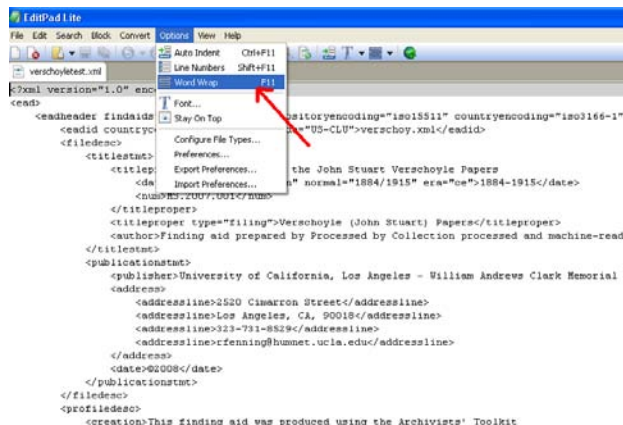 EditPad Lite
File Edit Search Block Convert Options View Help
Auto Indent Ctrl+F11
Line Numbers Shift+F11
Word Wrap F11
Font...
Stay On Top
Configure File Types...
Preferences...
Export Preferences...
Import Preferences...
verschoyletest.xml
<?xml version="1.0" enc
<ead>
<eadheader findaids sitoryencoding="iso15511" countryencoding="iso3166-1"
<eadid countryc ="US-CLU">verschoy.xml</eadid>
<filedesc>
<titlestmt>
<titlep the John Stuart Verschoyle Papers
<da n" normal="1884/1915" era="ce">1884-1915</date>
<num>MS.2007.001</num>
</titleproper>
<titleproper type="filing">Verschoyle (John Stuart) Papers</titleproper>
<author>Finding aid prepared by Processed by Collection processed and machine-read
</titlestmt>
<publicationstmt>
<publisher>University of California, Los Angeles - William Andrews Clark Memorial
<address>
<addressline>2520 Cimarron Street</addressline>
<addressline>Los Angeles, CA, 90018</addressline>
<addressline>323-731-8529</addressline>
<addressline>rfenning@humnet.ucla.edu</addressline>
</address>
<date>©2008</date>
</publicationstmt>
</filedesc>
<profiledesc>
<creation>This finding aid was produced using the Archivists' Toolkit